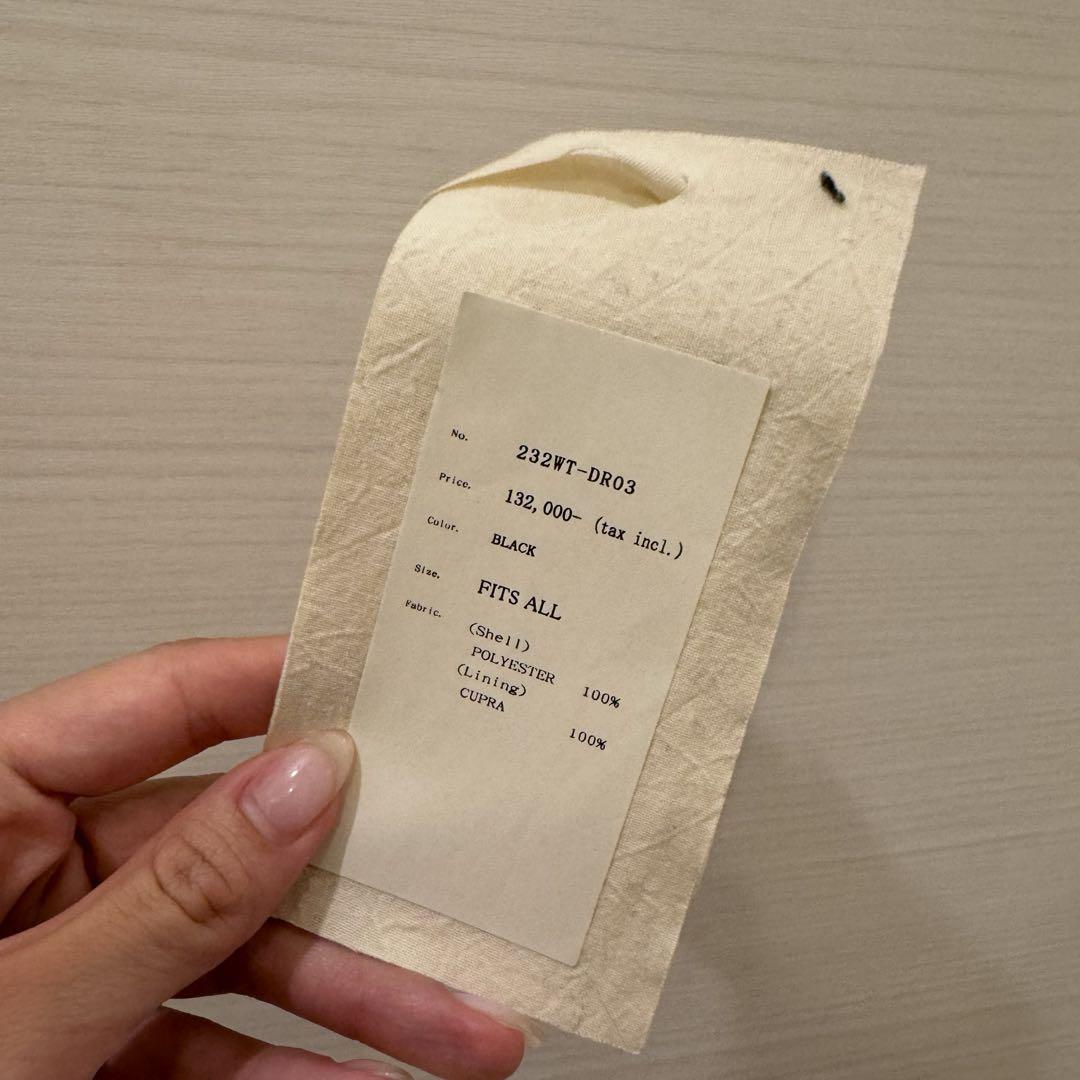 No. 232WT-DR03
Price. 132,000- (tax incl.)
Color. BLACK
Size. FITS ALL
Fabric. (Shell)
POLYESTER 100%
(Lining)
CUPRA 100%